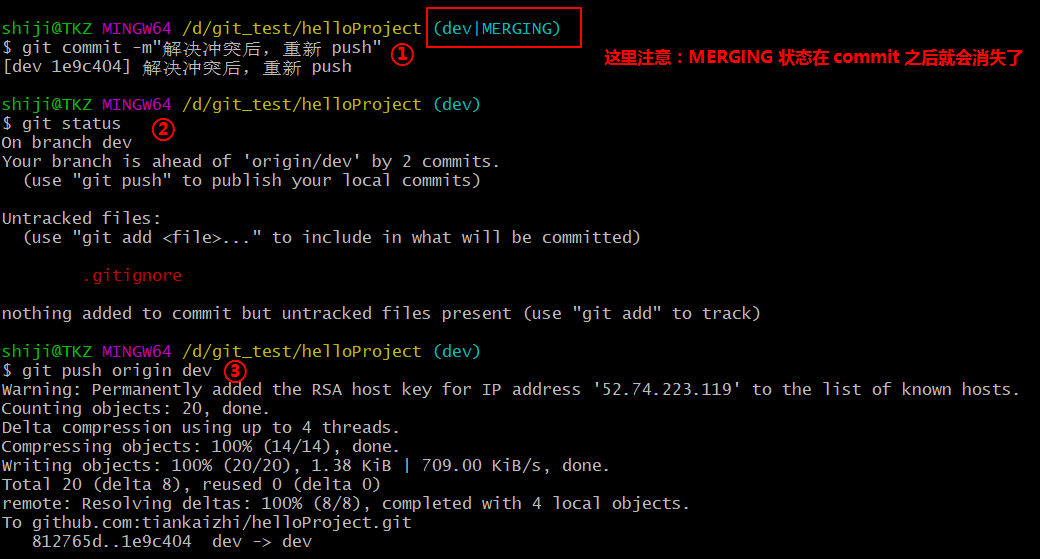 shiji@TKZ MINGW64 /d/git_test/helloProject (dev|MERGING)
$ git commit -m"解决冲突后，重新 push" ①
这里注意：MERGING 状态在 commit 之后就会消失了
[dev 1e9c404] 解决冲突后，重新 push
shiji@TKZ MINGW64 /d/git_test/helloProject (dev)
$ git status ②
On branch dev
Your branch is ahead of 'origin/dev' by 2 commits.
  (use "git push" to publish your local commits)
Untracked files:
  (use "git add <file>..." to include in what will be committed)
        .gitignore
nothing added to commit but untracked files present (use "git add" to track)
shiji@TKZ MINGW64 /d/git_test/helloProject (dev)
$ git push origin dev ③
Warning: Permanently added the RSA host key for IP address '52.74.223.119' to the list of known hosts.
Counting objects: 20, done.
Delta compression using up to 4 threads.
Compressing objects: 100% (14/14), done.
Writing objects: 100% (20/20), 1.38 KiB | 709.00 KiB/s, done.
Total 20 (delta 8), reused 0 (delta 0)
remote: Resolving deltas: 100% (8/8), completed with 4 local objects.
To github.com:tiankaizhi/helloProject.git
   812765d..1e9c404  dev -> dev